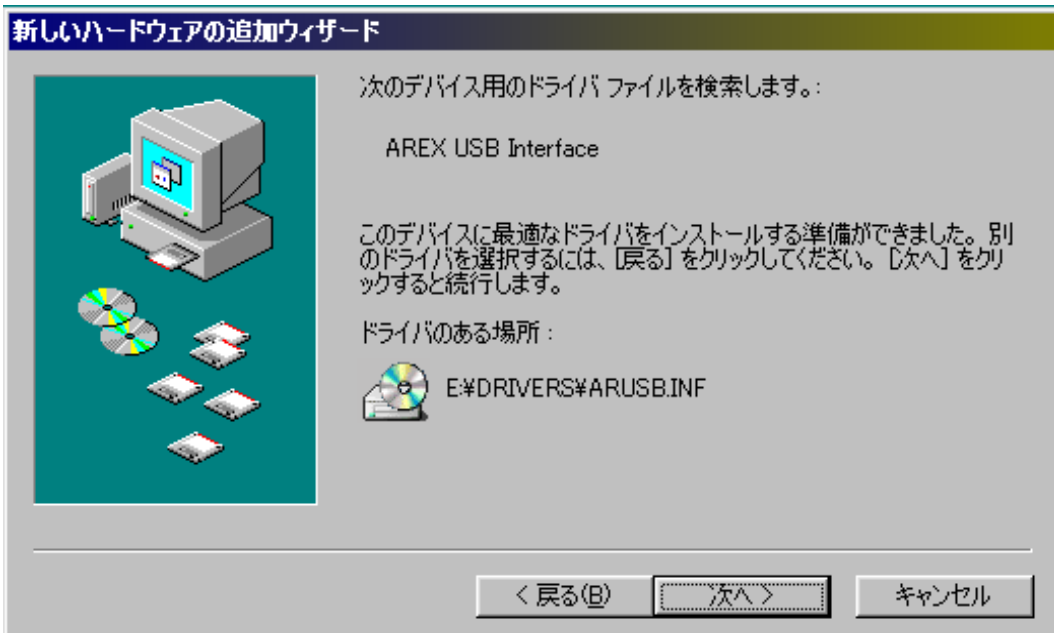 新しいハードウェアの追加ウィザード
次のデバイス用のドライバ ファイルを検索します。:
AREX USB Interface
このデバイスに最適なドライバをインストールする準備ができました。別
のドライバを選択するには、[戻る] をクリックしてください。[次へ] をクリ
ックすると続行します。
ドライバのある場所 :
E:¥DRIVERS¥ARUSB.INF
< 戻る(B)
次へ >
キャンセル